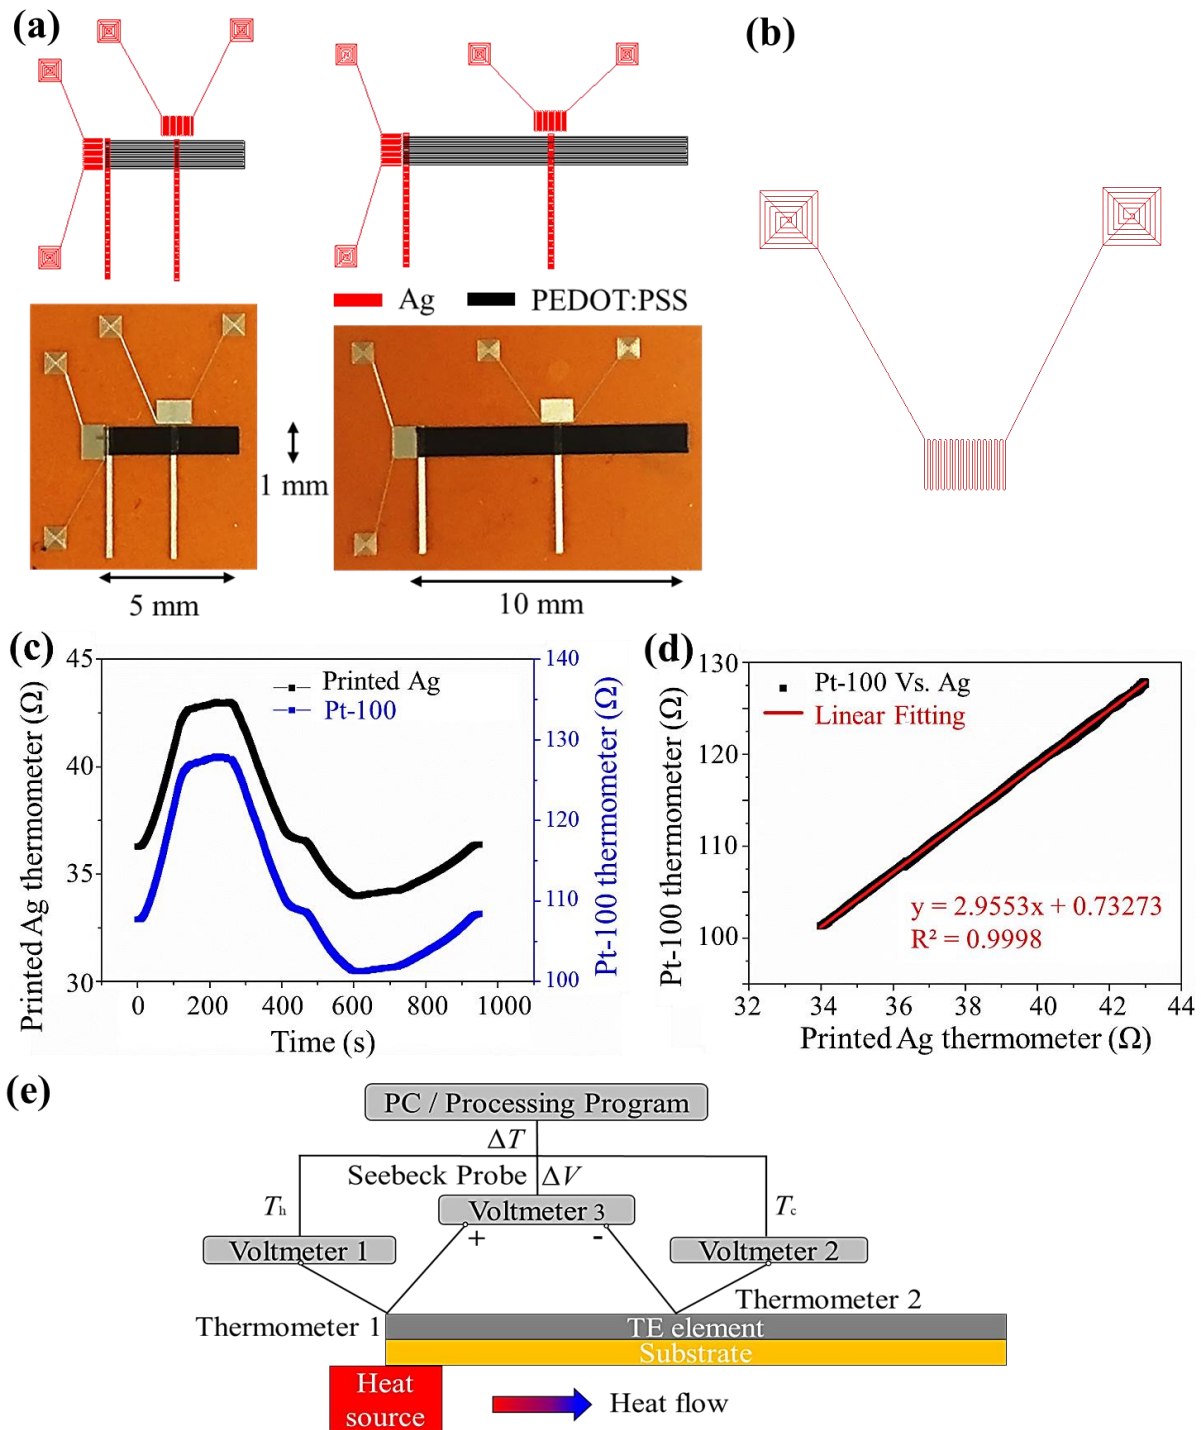 (a)
(b)
Ag
PEDOT:PSS
1 mm
5 mm
10 mm
(c)
Printed Ag thermometer (Ω)
45
40
35
30
Printed Ag
Pt-100
140
130
120
110
100
Pt-100 thermometer (Ω)
0
200
400
600
800
1000
Time (s)
(d)
Pt-100 thermometer (Ω)
130
120
110
100
Pt-100 Vs. Ag
Linear Fitting
y = 2.9553x + 0.73273
R² = 0.9998
32
34
36
38
40
42
44
Printed Ag thermometer (Ω)
(e)
PC / Processing Program
ΔT
Seebeck Probe
ΔV
Th
Tc
Voltmeter 3
+
-
Voltmeter 1
Voltmeter 2
Thermometer 2
Thermometer 1
TE element
Substrate
Heat
source
Heat flow